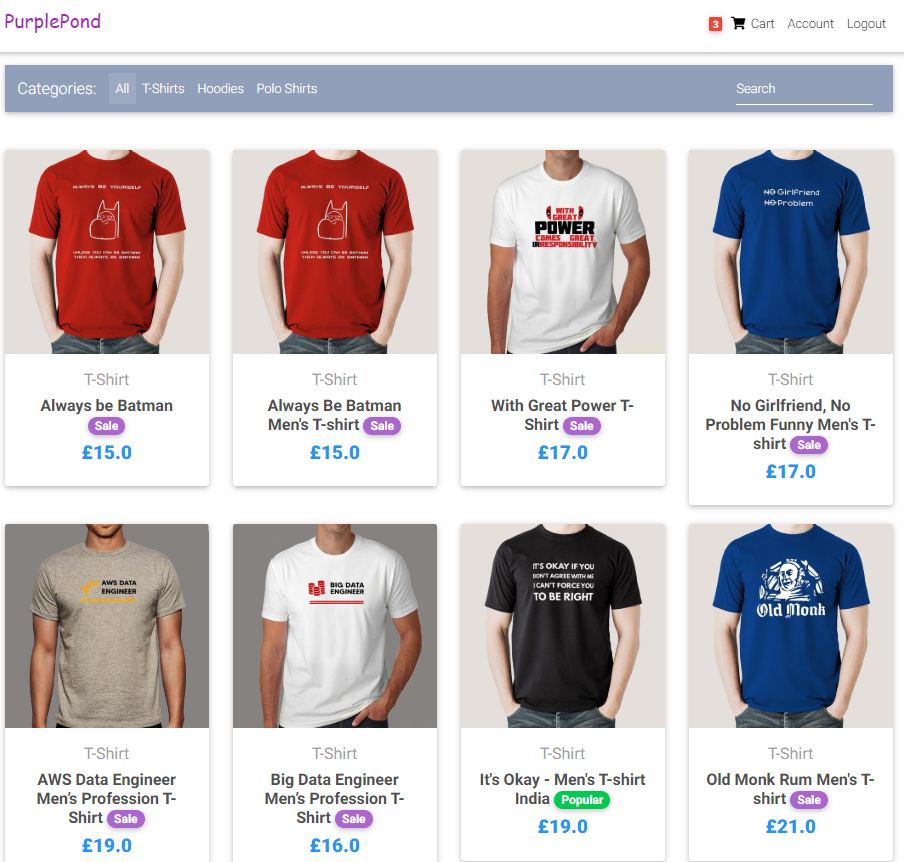 PurplePond
3 Cart Account Logout
Categories: All T-Shirts Hoodies Polo Shirts Search
ALWAYS BE YOURSELF
UNLESS YOU CAN BE BATMAN
THEN ALWAYS BE BATMAN
T-Shirt
Always be Batman
Sale
£15.0
ALWAYS BE YOURSELF
UNLESS YOU CAN BE BATMAN
THEN ALWAYS BE BATMAN
T-Shirt
Always Be Batman
Men's T-shirt Sale
£15.0
WITH
GREAT
POWER
COMES GREAT
IRRESPONSIBILITY
T-Shirt
With Great Power T-
Shirt Sale
£17.0
NO Girlfriend
NO Problem
T-Shirt
No Girlfriend, No
Problem Funny Men's T-
shirt Sale
£17.0
AWS DATA
ENGINEER
T-Shirt
AWS Data Engineer
Men’s Profession T-
Shirt Sale
£19.0
BIG DATA
ENGINEER
T-Shirt
Big Data Engineer
Men’s Profession T-
Shirt Sale
£16.0
IT'S OKAY IF YOU
DON'T AGREE WITH ME
I CAN'T FORCE YOU
TO BE RIGHT
T-Shirt
It's Okay - Men's T-shirt
India Popular
£19.0
Old Monk
T-Shirt
Old Monk Rum Men's T-
shirt Sale
£21.0